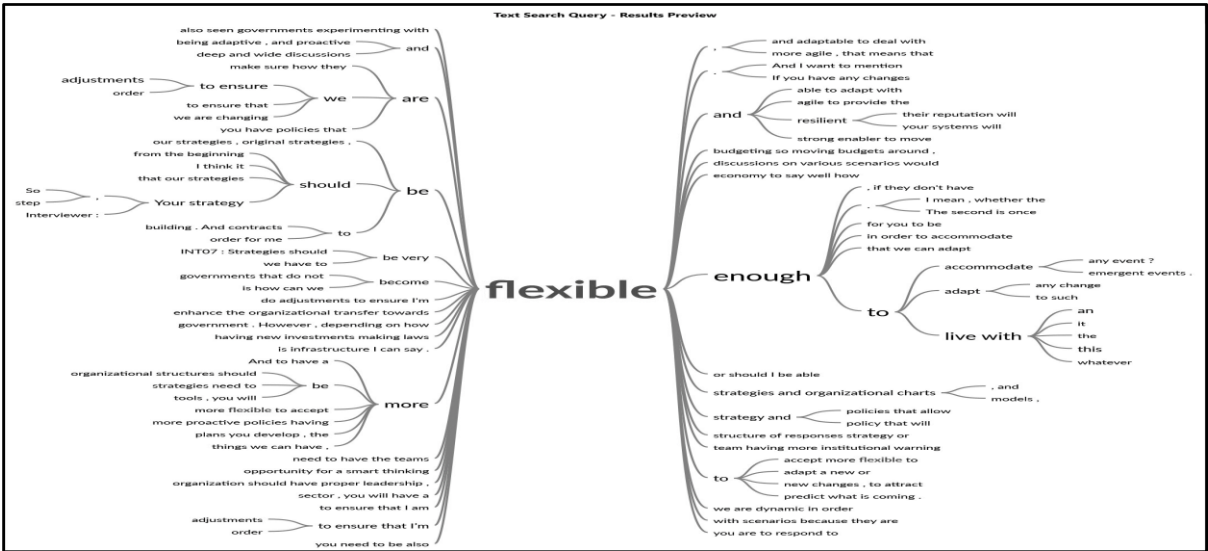 Text Search Query - Results Preview
also seen governments experimenting with
being adaptive , and proactive
deep and wide discussions
and
make sure how they
adjustments
order
to ensure
to ensure that
we are changing
we
you have policies that
are
our strategies , original strategies ,
from the beginning
I think it
that our strategies
So
step
,
Interviewer :
Your strategy
should
building . And contracts
order for me
to
be
INT07 : Strategies should
we have to
be very
governments that do not
is how can we
become
do adjustments to ensure I'm
enhance the organizational transfer towards
government . However , depending on how
having new investments making laws
is infrastructure I can say .
And to have a
organizational structures should
strategies need to
tools , you will
be
more flexible to accept
more proactive policies having
plans you develop , the
things we can have ,
more
need to have the teams
opportunity for a smart thinking
organization should have proper leadership ,
sector , you will have a
to ensure that I am
adjustments
order
to ensure that I'm
you need to be also
flexible
,
and adaptable to deal with
more agile , that means that
.
And I want to mention
If you have any changes
and
able to adapt with
agile to provide the
resilient
their reputation will
your systems will
strong enabler to move
budgeting so moving budgets around ,
discussions on various scenarios would
economy to say well how
enough
, if they don't have
.
I mean , whether the
The second is once
for you to be
in order to accommodate
that we can adapt
to
accommodate
any event ?
emergent events .
adapt
any change
to such
live with
an
it
the
this
whatever
or should I be able
strategies and organizational charts
, and
models ,
strategy and
policies that allow
policy that will
structure of responses strategy or
team having more institutional warning
to
accept more flexible to
adapt a new or
new changes , to attract
predict what is coming .
we are dynamic in order
with scenarios because they are
you are to respond to